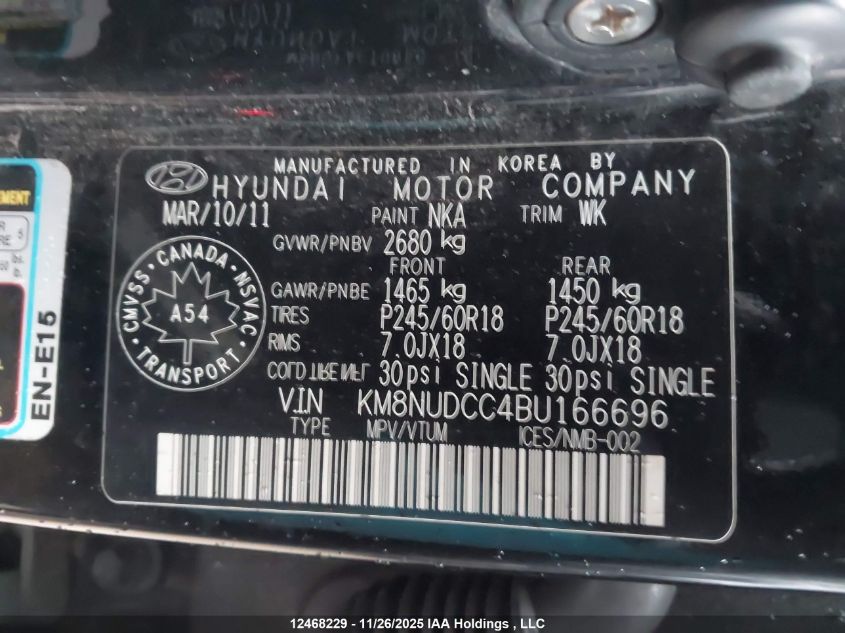 MANUFACTURED IN KOREA BY
HYUNDAI MOTOR COMPANY
MAR/10/11 PAINT NKA TRIM WK
GVWR/PNBV 2680 kg
FRONT REAR
GAWR/PNBE 1465 kg 1450 kg
TIRES P245/60R18 P245/60R18
RIMS 7.0JX18 7.0JX18
COLD 30psi SINGLE 30psi SINGLE
VIN KM8NUDCC4BU166696
TYPE MPV/VTUM ICES/NMB-002
CMVSS · CANADA · NSVAC · TRANSPORT ·
A54
EN-E15
12468229 - 11/26/2025 IAA Holdings , LLC